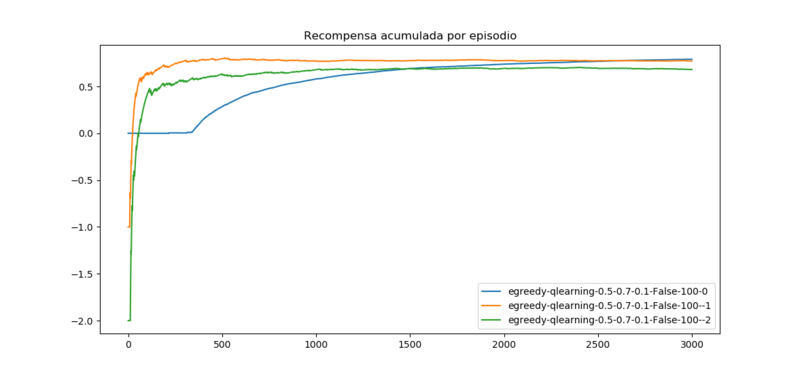 Recompensa acumulada por episodio
0.5
0.0
−0.5
−1.0
−1.5
−2.0
0 500 1000 1500 2000 2500 3000
egreedy-qlearning-0.5-0.7-0.1-False-100-0
egreedy-qlearning-0.5-0.7-0.1-False-100--1
egreedy-qlearning-0.5-0.7-0.1-False-100--2